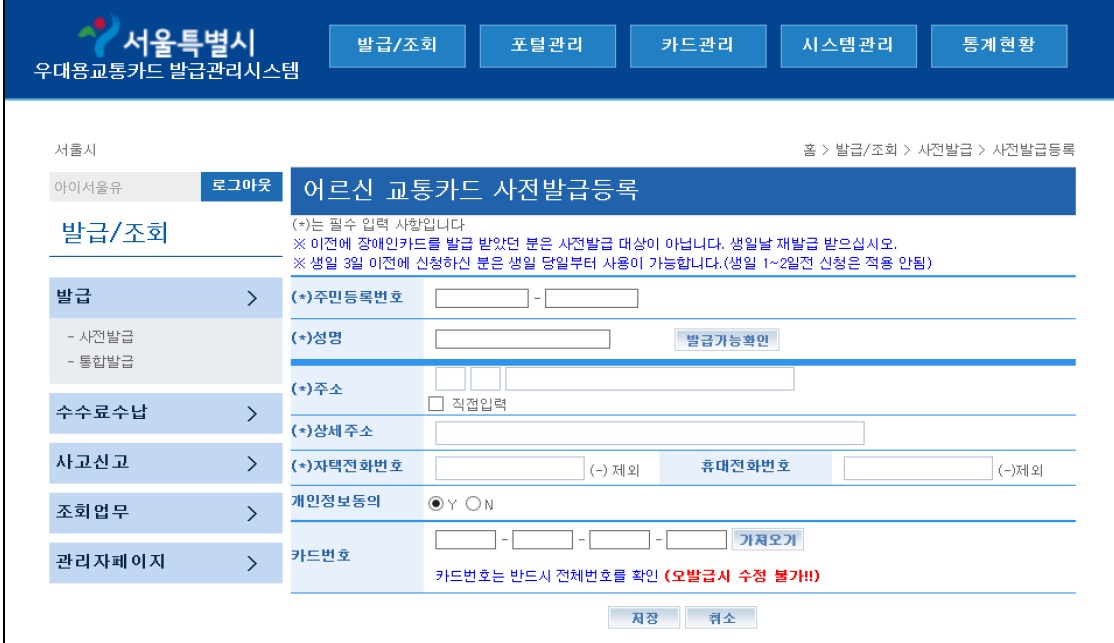 서울특별시
우대용교통카드 발급관리시스템
발급/조회 포털관리 카드관리 시스템관리 통계현황
서울시
홈 > 발급/조회 > 사전발급 > 사전발급등록
아이서울유 로그아웃
발급/조회
발급 >
- 사전발급
- 통합발급
수수료수납 >
사고신고 >
조회업무 >
관리자페이지 >
어르신 교통카드 사전발급등록
(*)는 필수 입력 사항입니다
※ 이전에 장애인카드를 발급 받았던 분은 사전발급 대상이 아닙니다. 생일날 재발급 받으십시오.
※ 생일 3일 이전에 신청하신 분은 생일 당일부터 사용이 가능합니다.(생일 1~2일전 신청은 적용 안됨)
(*)주민등록번호 -
(*)성명 발급가능확인
(*)주소
직접입력
(*)상세주소
(*)자택전화번호 (-) 제외 휴대전화번호 (-)제외
개인정보동의 Y N
카드번호 - - - 가져오기
카드번호는 반드시 전체번호를 확인 (오발급시 수정 불가!!)
저장 취소